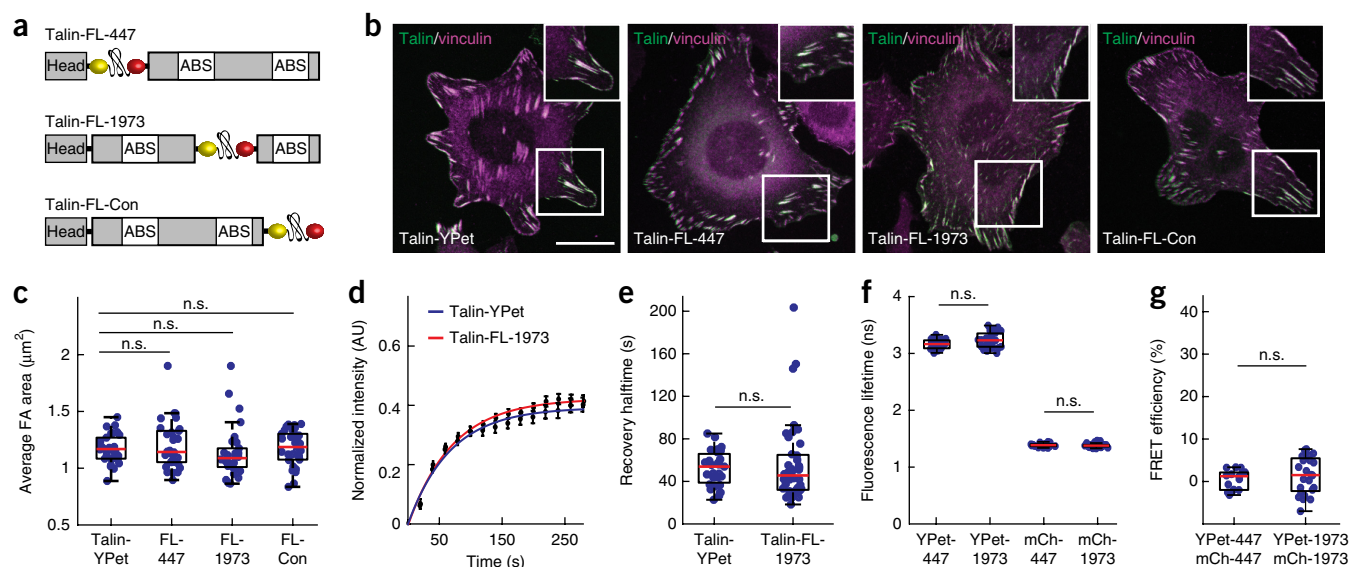 a
Talin-FL-447
Head ABS ABS
Talin-FL-1973
Head ABS ABS
Talin-FL-Con
Head ABS ABS
b
Talin/vinculin
Talin-YPet
Talin/vinculin
Talin-FL-447
Talin/vinculin
Talin-FL-1973
Talin/vinculin
Talin-FL-Con
c
Average FA area (μm²)
2
1.5
1
0.5
n.s.
n.s.
n.s.
Talin-YPet
FL-447
FL-1973
FL-Con
d
Normalized intensity (AU)
0.6
0.4
0.2
0
Talin-YPet
Talin-FL-1973
50 150 250
Time (s)
e
Recovery halftime (s)
200
160
120
80
40
0
n.s.
Talin-YPet
Talin-FL-1973
f
Fluorescence lifetime (ns)
4
3
2
1
0
n.s.
n.s.
YPet-447
YPet-1973
mCh-447
mCh-1973
g
FRET efficiency (%)
40
30
20
10
0
n.s.
YPet-447
mCh-447
YPet-1973
mCh-1973